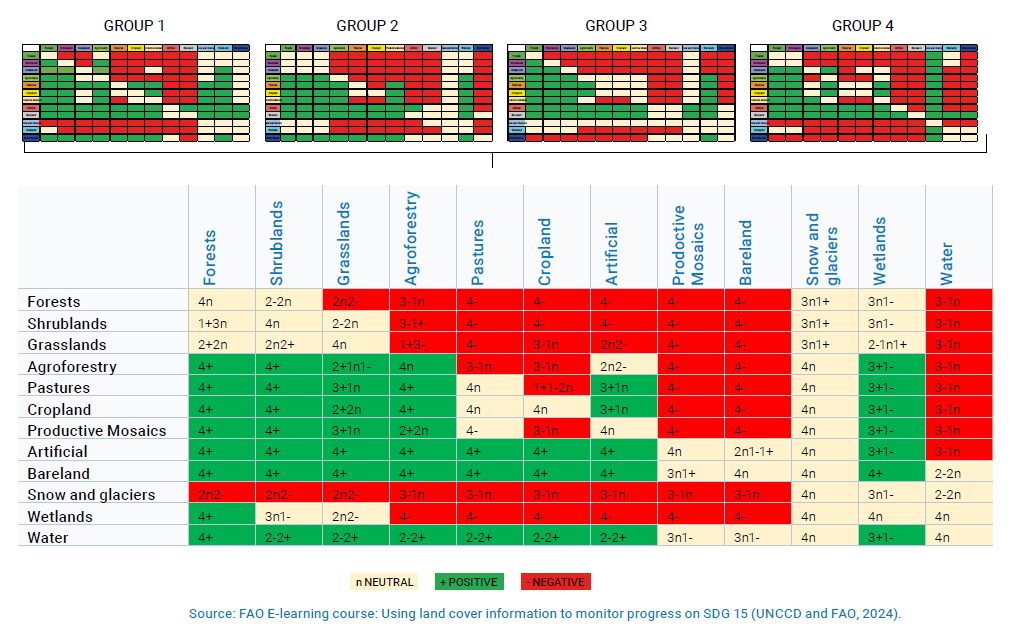 GROUP 1 GROUP 2 GROUP 3 GROUP 4
Forests
Shrublands
Grasslands
Agroforestry
Pastures
Cropland
Artificial
Prodoctive
Mosaics
Bareland
Snow and
glaciers
Wetlands
Water
Forests 4n 2-2n 2n2- 3-1n 4- 4- 4- 4- 4- 3n1+ 3n1- 3-1n
Shrublands 1+3n 4n 2-2n 3-1+ 4- 4- 4- 4- 4- 3n1+ 3n1- 3-1n
Grasslands 2+2n 2n2+ 4n 1+3- 4- 3-1n 2n2- 4- 4- 3n1+ 2-1n1+ 3-1n
Agroforestry 4+ 4+ 2+1n1- 4n 3-1n 3-1n 2n2- 4- 4- 4n 3+1- 3-1n
Pastures 4+ 4+ 3+1n 4+ 4n 1+1-2n 3+1n 4- 4- 4n 3+1- 3-1n
Cropland 4+ 4+ 2+2n 4+ 4n 4n 3+1n 4- 4- 4n 3+1- 3-1n
Productive Mosaics 4+ 4+ 3+1n 2+2n 4- 3-1n 4n 4- 4- 4n 3+1- 3-1n
Artificial 4+ 4+ 4+ 4+ 4+ 4+ 4+ 4n 2n1-1+ 4n 3+1- 3-1n
Bareland 4+ 4+ 4+ 4+ 4+ 4+ 4+ 3n1+ 4n 4n 4+ 2-2n
Snow and glaciers 2n2- 2n2- 2n2- 3-1n 3-1n 3-1n 3-1n 3-1n 3-1n 4n 3n1- 2-2n
Wetlands 4+ 3n1- 2n2- 4- 4- 4- 4- 4- 4- 4n 4n 4n
Water 4+ 2-2+ 2-2+ 2-2+ 2-2+ 2-2+ 2-2+ 3n1- 3n1- 4n 3+1- 4n
n NEUTRAL + POSITIVE - NEGATIVE
Source: FAO E-learning course: Using land cover information to monitor progress on SDG 15 (UNCCD and FAO, 2024).